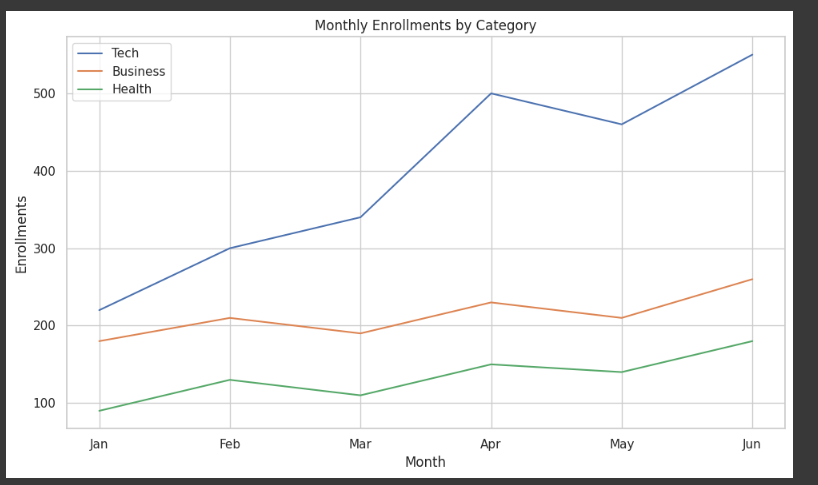 Monthly Enrollments by Category
Tech
Business
Health
500
400
300
200
100
Enrollments
Jan Feb Mar Apr May Jun
Month